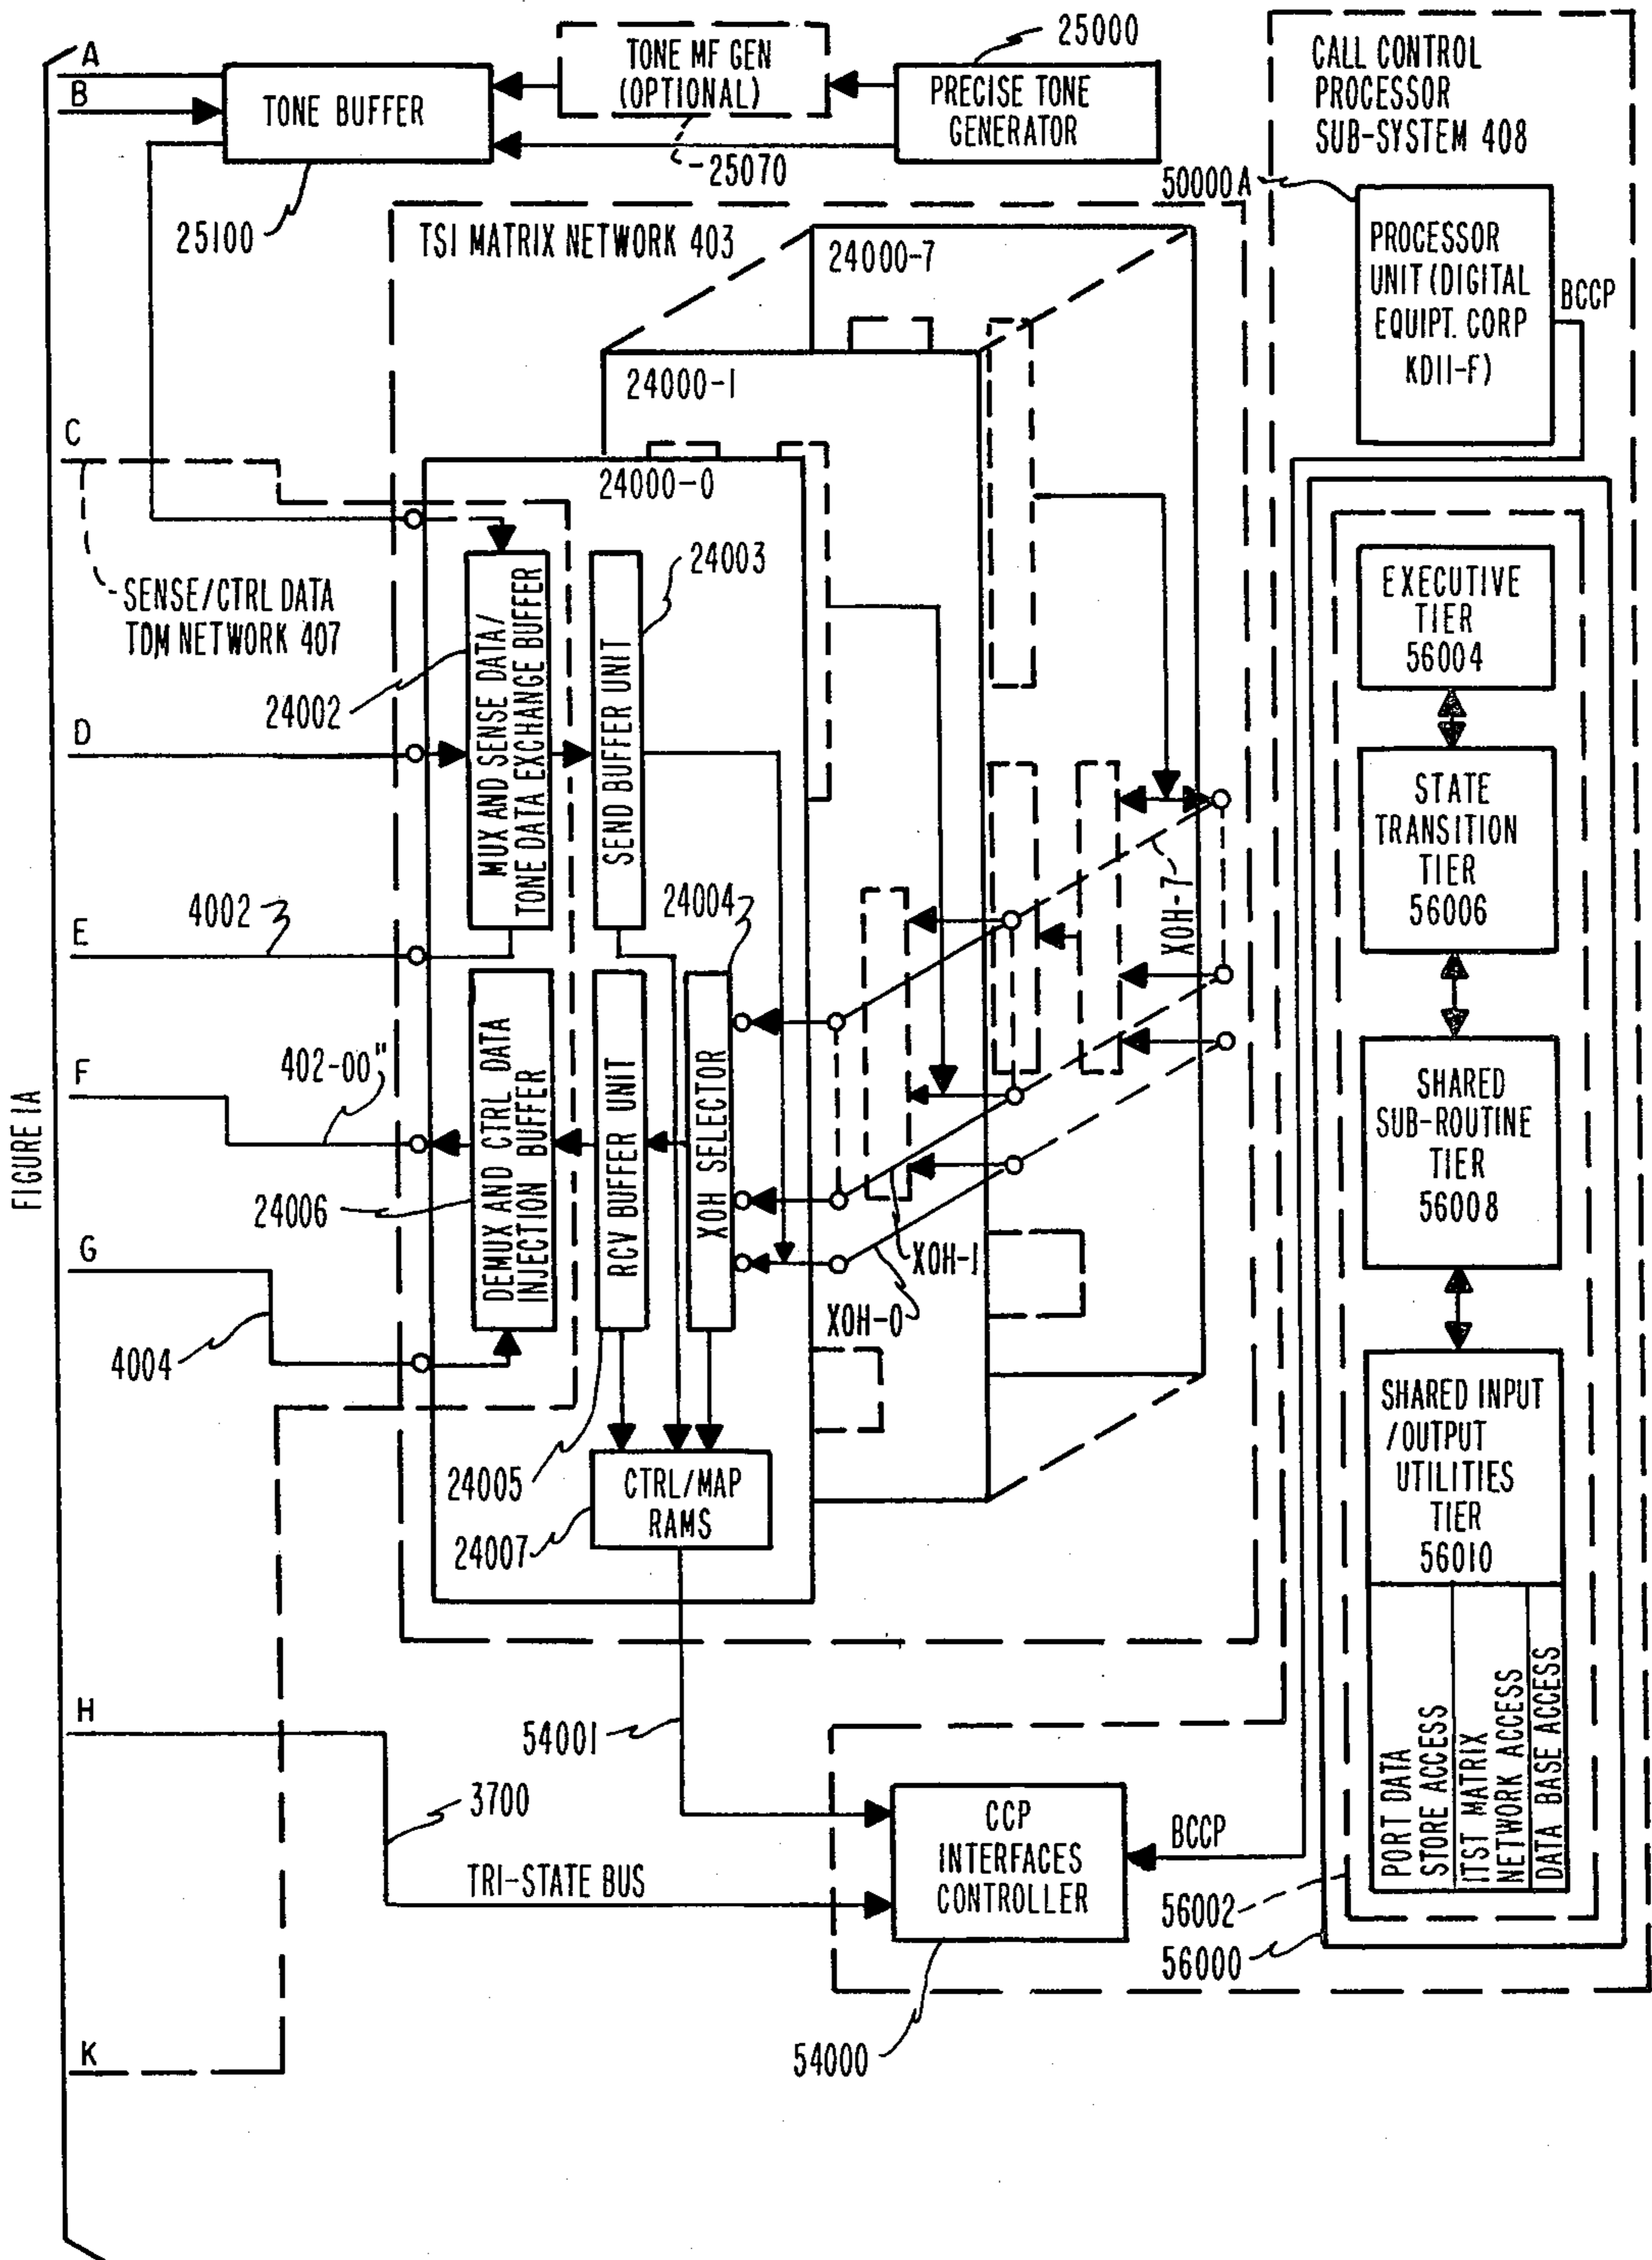 A
B
TONE BUFFER
25100
TONE MF GEN
(OPTIONAL)
25070
25000
PRECISE TONE
GENERATOR
CALL CONTROL
PROCESSOR
SUB-SYSTEM 408
50000A
PROCESSOR
UNIT (DIGITAL
EQUIPT. CORP
KD11-F)
BCCP
TSI MATRIX NETWORK 403
24000-7
24000-1
24000-0
C
SENSE/CTRL DATA
TDM NETWORK 407
24002
24003
MUX AND SENSE DATA/
TONE DATA EXCHANGE BUFFER
SEND BUFFER UNIT
D
E
4002
24004
XOH-7
F
402-00"
24006
DEMUX AND CTRL DATA
INJECTION BUFFER
RCV BUFFER UNIT
XOH SELECTOR
XOH-1
XOH-0
FIGURE 1A
G
4004
24005
CTRL/MAP
RAMS
24007
EXECUTIVE
TIER
56004
STATE
TRANSITION
TIER
56006
SHARED
SUB-ROUTINE
TIER
56008
SHARED INPUT
/OUTPUT
UTILITIES
TIER
56010
PORT DATA
STORE ACCESS
ITST MATRIX
NETWORK ACCESS
DATA BASE ACCESS
H
54001
3700
TRI-STATE BUS
CCP
INTERFACES
CONTROLLER
BCCP
56002
56000
54000
K